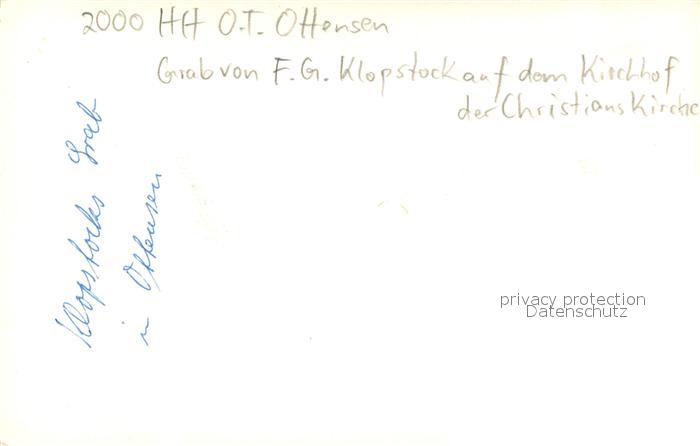 2000 HH O.T. Ottensen
Grab von F.G. Klopstock auf dem Kirchhof
der Christians Kirche
Klopstocks Grab
in Ottensen
privacy protection
Datenschutz